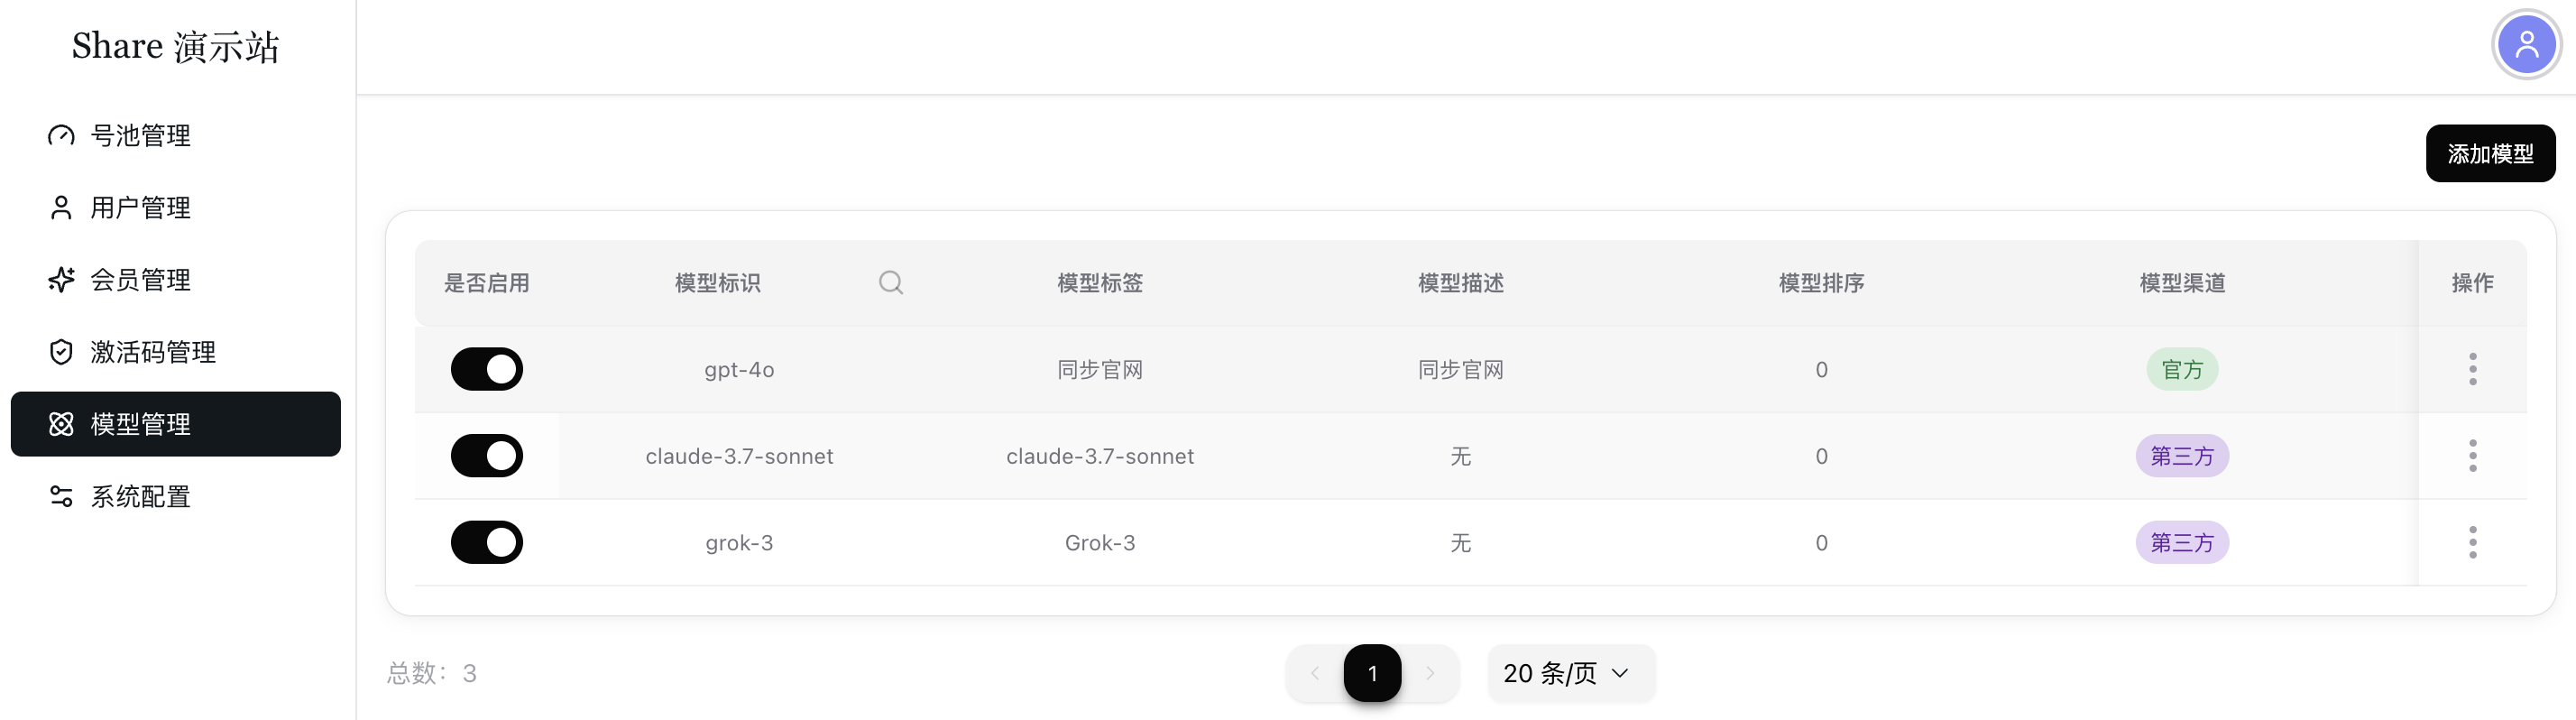 Share 演示站
号池管理
用户管理
会员管理
激活码管理
模型管理
系统配置
添加模型
是否启用 模型标识 模型标签 模型描述 模型排序 模型渠道 操作
gpt-4o 同步官网 同步官网 0 官方
claude-3.7-sonnet claude-3.7-sonnet 无 0 第三方
grok-3 Grok-3 无 0 第三方
总数：3 1 20 条/页